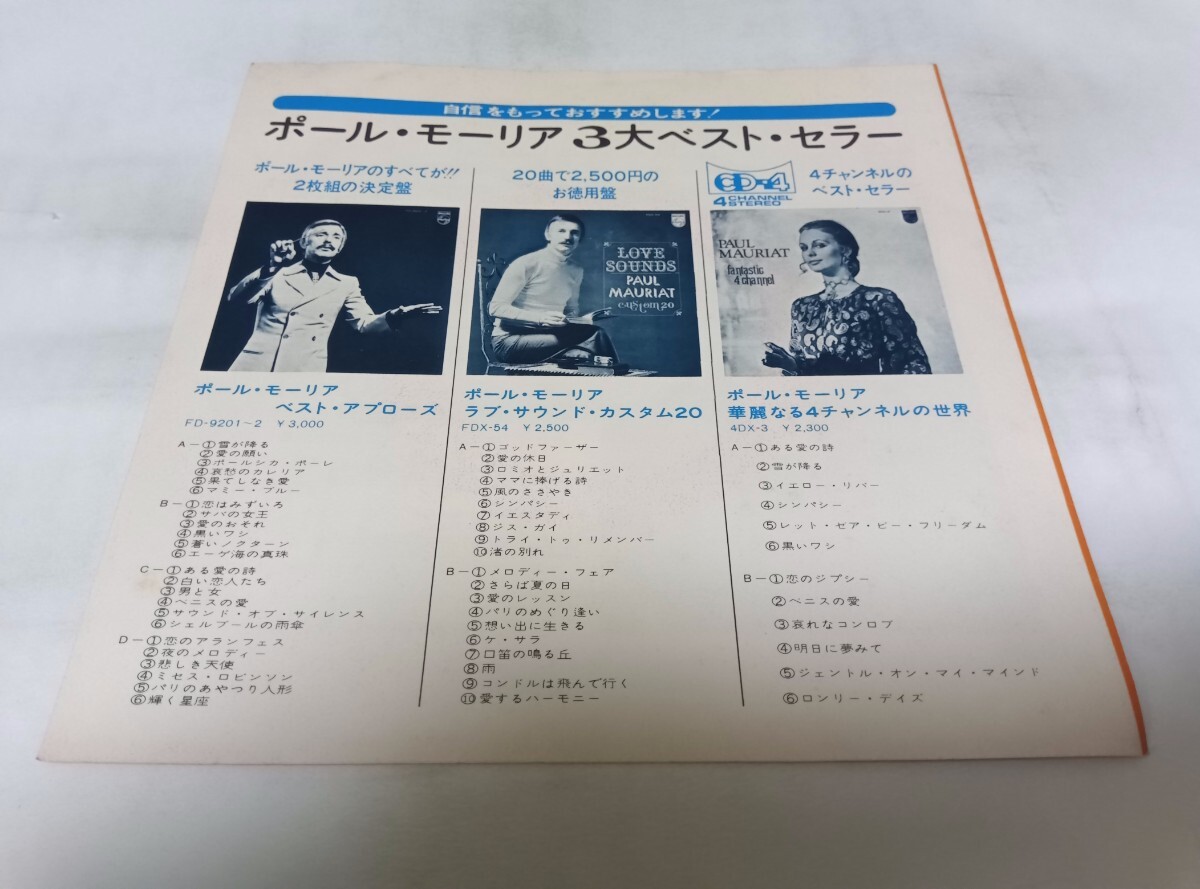 自信をもっておすすめします!
ポール・モーリア3大ベスト・セラー
ポール・モーリアのすべてが!!
2枚組の決定盤
ポール・モーリア
ベスト・アプローズ
FD-9201~2 ¥3,000
A-①雪が降る
②愛の願い
③ポールシカ・ポーレ
④哀愁のカレリア
⑤果てしなき愛
⑥マミー・ブルー
B-①恋はみずいろ
②サバの女王
③愛のおそれ
④黒いワシ
⑤蒼いノクターン
⑥エーゲ海の真珠
C-①ある愛の詩
②白い恋人たち
③男と女
④ベニスの愛
⑤サウンド・オブ・サイレンス
⑥シェルブールの雨傘
D-①恋のアランフェス
②夜のメロディー
③悲しき天使
④ミセス・ロビンソン
⑤パリのあやつり人形
⑥輝く星座
20曲で2,500円の
お徳用盤
LOVE
SOUNDS
PAUL
MAURIAT
custom 20
ポール・モーリア
ラブ・サウンド・カスタム20
FDX-54 ¥2,500
A-①ゴッドファーザー
②愛の休日
③ロミオとジュリエット
④ママに捧げる詩
⑤風のささやき
⑥シンパシー
⑦イエスタディ
⑧ジス・ガイ
⑨トライ・トゥ・リメンバー
⑩渚の別れ
B-①メロディー・フェア
②さらば夏の日
③愛のレッスン
④パリのめぐり逢い
⑤想い出に生きる
⑥ケ・サラ
⑦口笛の鳴る丘
⑧雨
⑨コンドルは飛んで行く
⑩愛するハーモニー
CD-4
4 CHANNEL
STEREO
4チャンネルの
ベスト・セラー
PAUL
MAURIAT
fantastic
4 channel
ポール・モーリア
華麗なる4チャンネルの世界
4DX-3 ¥2,300
A-①ある愛の詩
②雪が降る
③イエロー・リバー
④シンパシー
⑤レット・ゼア・ビー・フリーダム
⑥黒いワシ
B-①恋のジプシー
②ベニスの愛
③哀れなコンロブ
④明日に夢みて
⑤ジェントル・オン・マイ・マインド
⑥ロンリー・デイズ